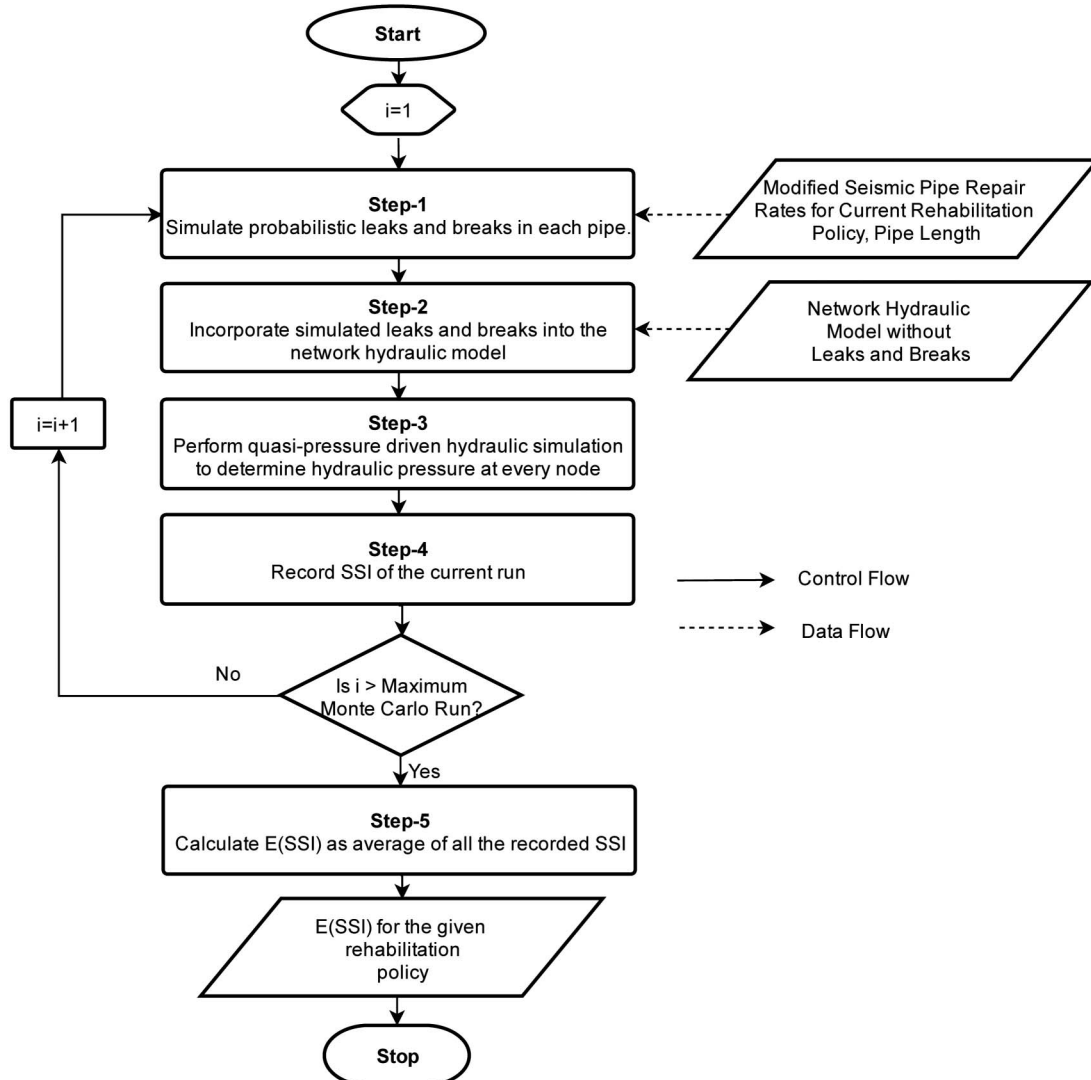 Start
i=1
Step-1
Simulate probabilistic leaks and breaks in each pipe.
Modified Seismic Pipe Repair
Rates for Current Rehabilitation
Policy, Pipe Length
Step-2
Incorporate simulated leaks and breaks into the
network hydraulic model
Network Hydraulic
Model without
Leaks and Breaks
i=i+1
Step-3
Perform quasi-pressure driven hydraulic simulation
to determine hydraulic pressure at every node
Step-4
Record SSI of the current run
Control Flow
Data Flow
No
Is i > Maximum
Monte Carlo Run?
Yes
Step-5
Calculate E(SSI) as average of all the recorded SSI
E(SSI) for the given
rehabilitation
policy
Stop